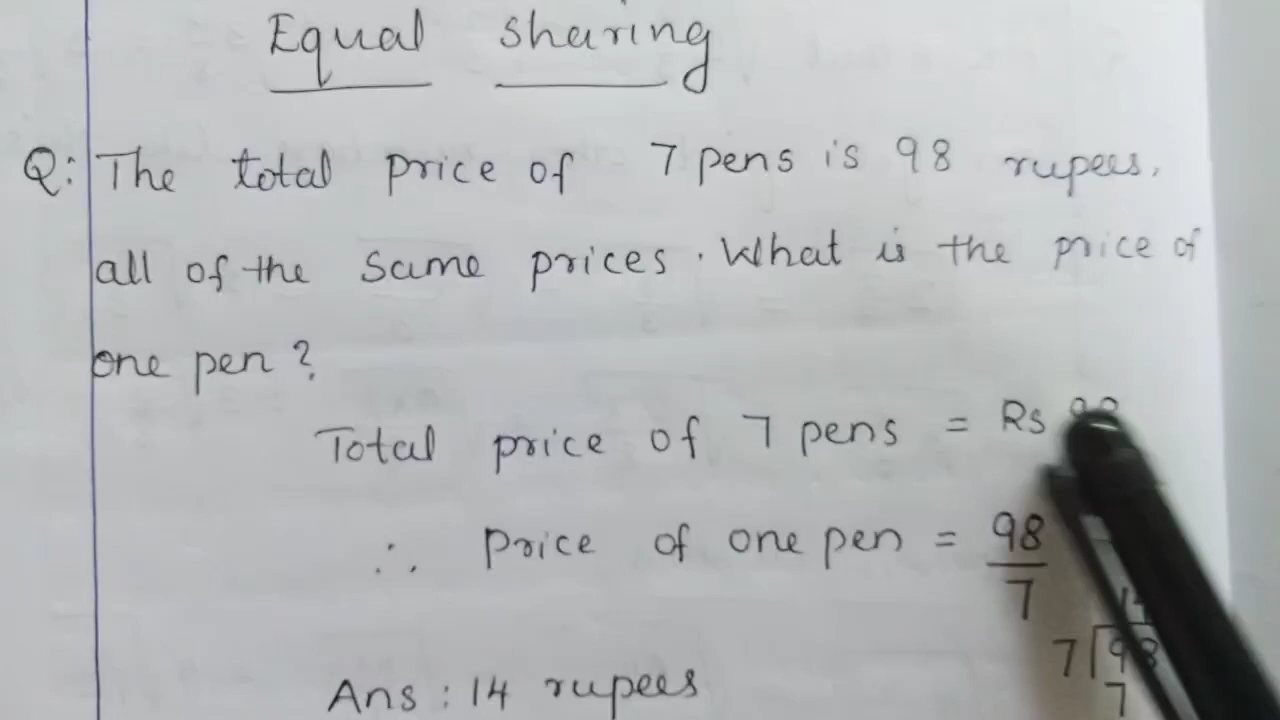 Equal sharing
Q: The total price of 7 pens is 98 rupees,
all of the same prices. What is the price of
one pen?
Total price of 7 pens = Rs
∴ Price of one pen = 98
7
7
Ans: 14 rupees
7